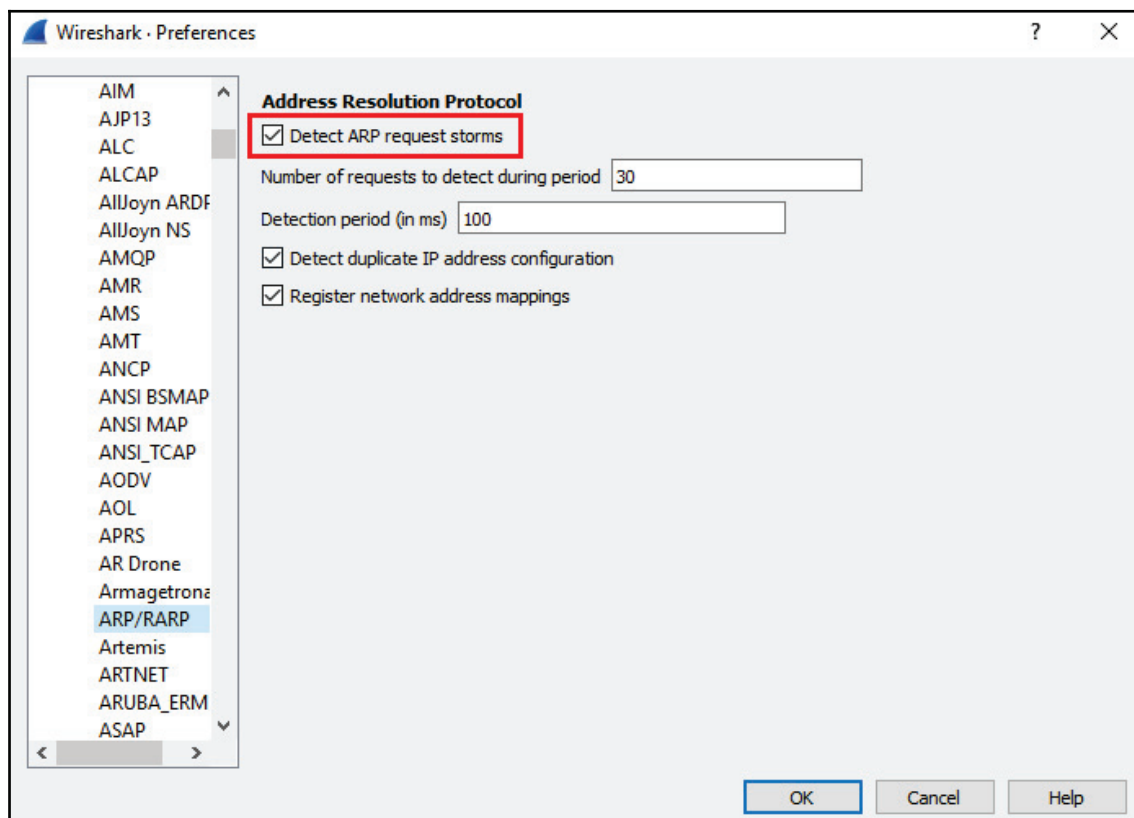 Wireshark · Preferences
?
AIM
AJP13
ALC
ALCAP
AllJoyn ARDP
AllJoyn NS
AMQP
AMR
AMS
AMT
ANCP
ANSI BSMAP
ANSI MAP
ANSI_TCAP
AODV
AOL
APRS
AR Drone
Armagetrona
ARP/RARP
Artemis
ARTNET
ARUBA_ERM
ASAP
Address Resolution Protocol
Detect ARP request storms
Number of requests to detect during period 30
Detection period (in ms) 100
Detect duplicate IP address configuration
Register network address mappings
OK Cancel Help